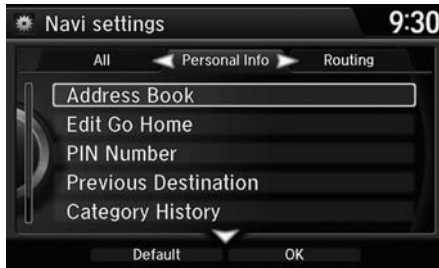 Navi settings 9:30
All Personal Info Routing
Address Book
Edit Go Home
PIN Number
Previous Destination
Category History
Default OK